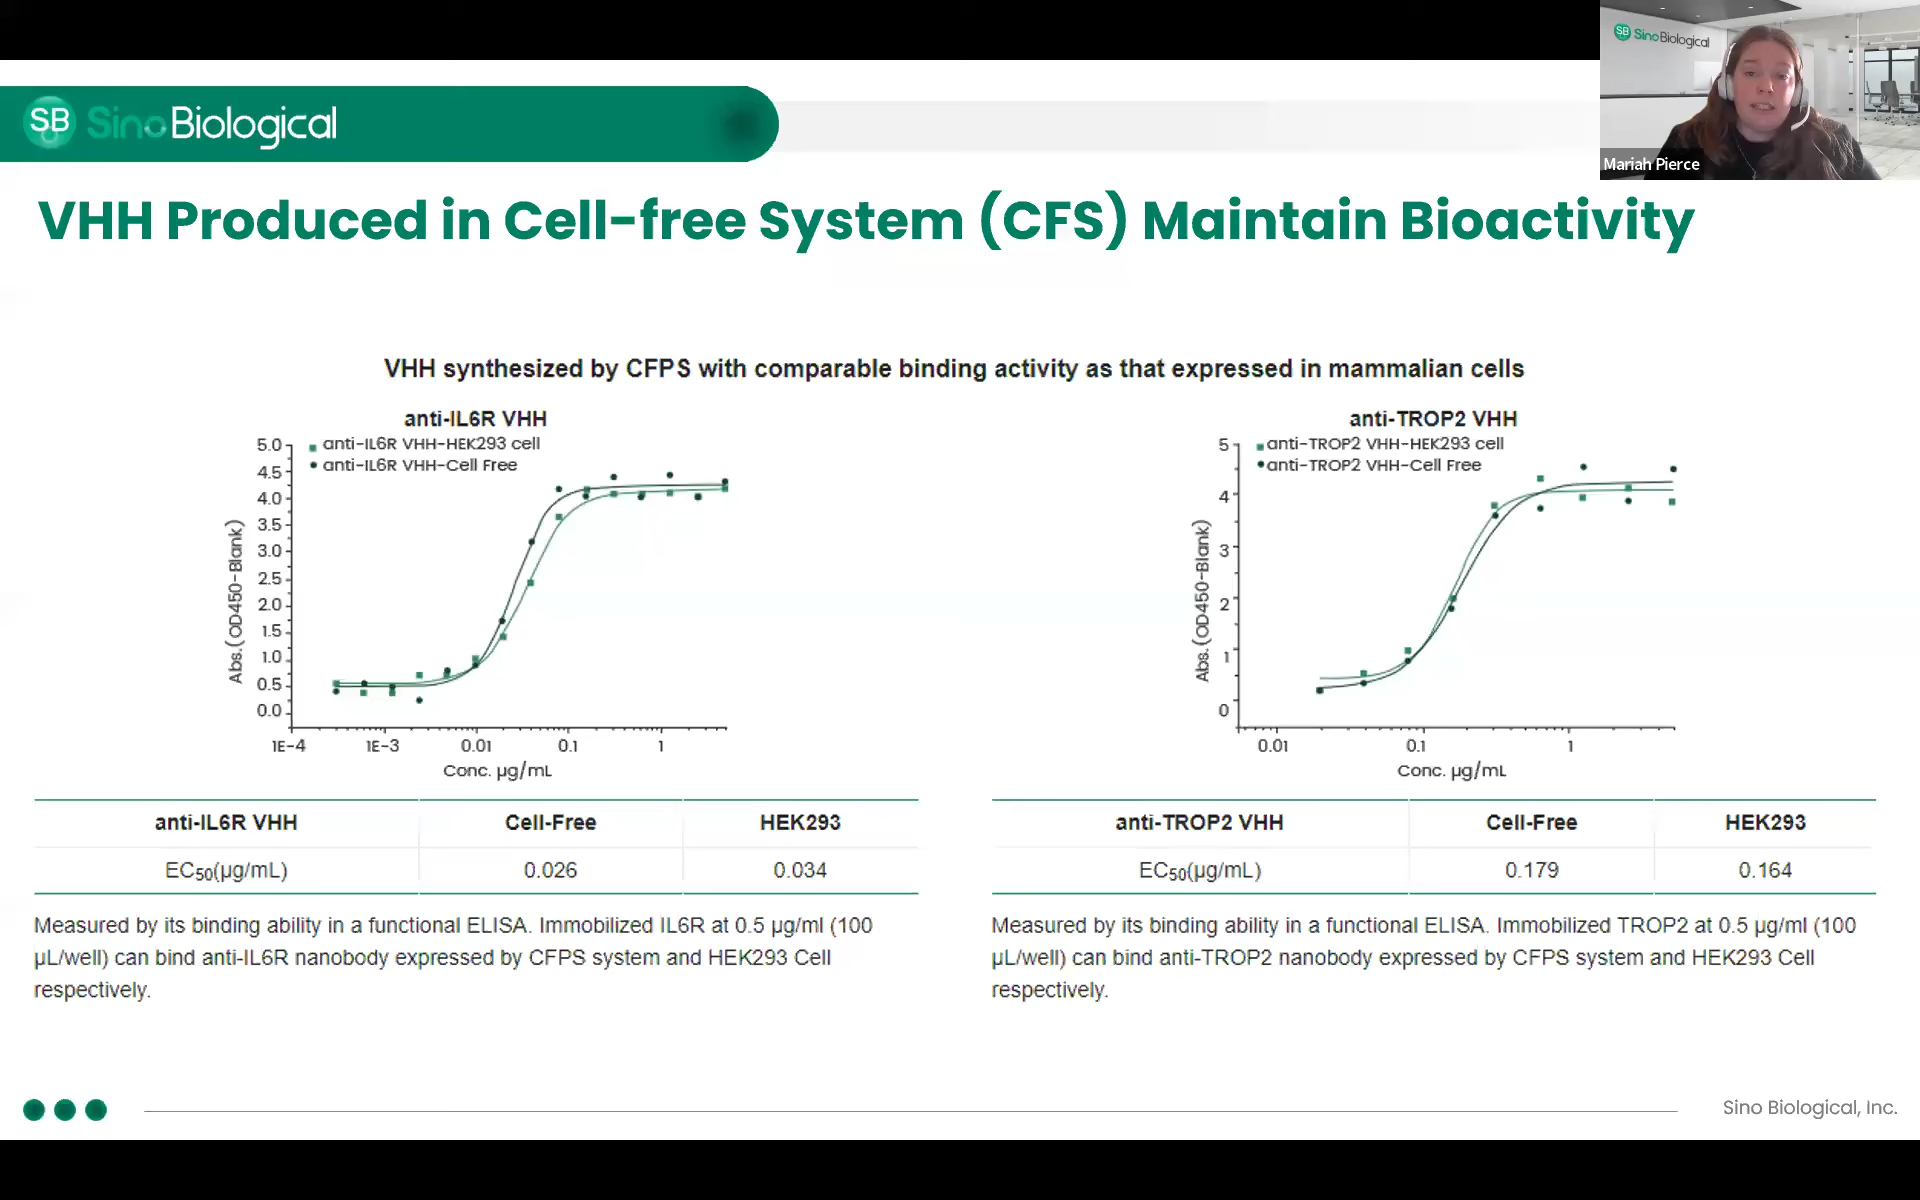 SB SinoBiological
Mariah Pierce
SB SinoBiological
VHH Produced in Cell-free System (CFS) Maintain Bioactivity
VHH synthesized by CFPS with comparable binding activity as that expressed in mammalian cells
anti-IL6R VHH
anti-IL6R VHH-HEK293 cell
anti-IL6R VHH-Cell Free
5.0
4.5
4.0
3.5
3.0
2.5
2.0
1.5
1.0
0.5
0.0
Abs.(OD450-Blank)
1E-4 1E-3 0.01 0.1 1
Conc. µg/mL
anti-TROP2 VHH
anti-TROP2 VHH-HEK293 cell
anti-TROP2 VHH-Cell Free
5
4
3
2
1
0
Abs.(OD450-Blank)
0.01 0.1 1
Conc. µg/mL
anti-IL6R VHH Cell-Free HEK293
EC50(µg/mL) 0.026 0.034
Measured by its binding ability in a functional ELISA. Immobilized IL6R at 0.5 µg/ml (100
µL/well) can bind anti-IL6R nanobody expressed by CFPS system and HEK293 Cell
respectively.
anti-TROP2 VHH Cell-Free HEK293
EC50(µg/mL) 0.179 0.164
Measured by its binding ability in a functional ELISA. Immobilized TROP2 at 0.5 µg/ml (100
µL/well) can bind anti-TROP2 nanobody expressed by CFPS system and HEK293 Cell
respectively.
Sino Biological, Inc.